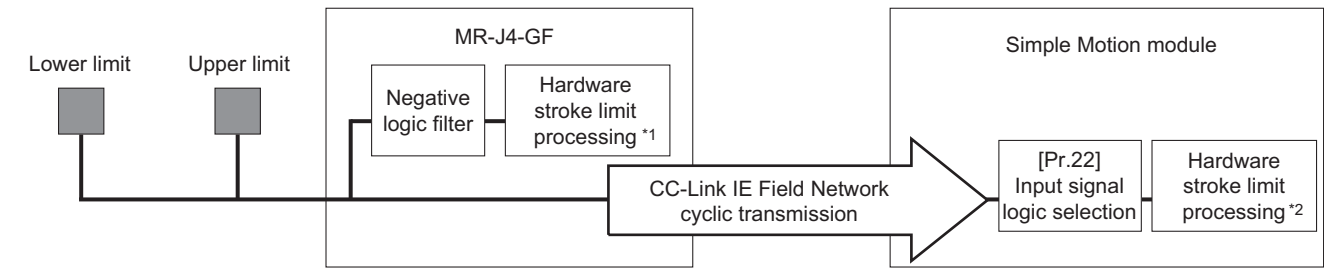 MR-J4-GF
Simple Motion module
Lower limit
Upper limit
Negative
logic filter
Hardware
stroke limit
processing *1
CC-Link IE Field Network
cyclic transmission
[Pr.22]
Input signal
logic selection
Hardware
stroke limit
processing *2